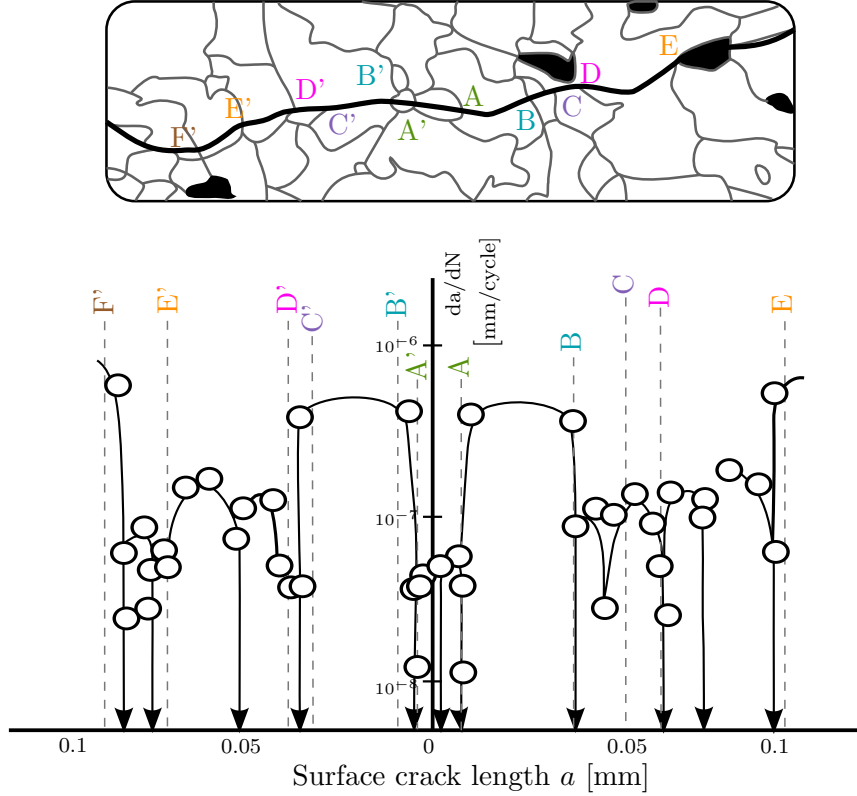 E
D'
B'
D
E'
A
C
F'
C'
A'
B
da/dN
[mm/cycle]
F'
E'
D'
C'
B'
A'
A
B
C
D
E
10⁻⁶
10⁻⁷
10⁻⁸
0.1
0.05
0
0.05
0.1
Surface crack length a [mm]